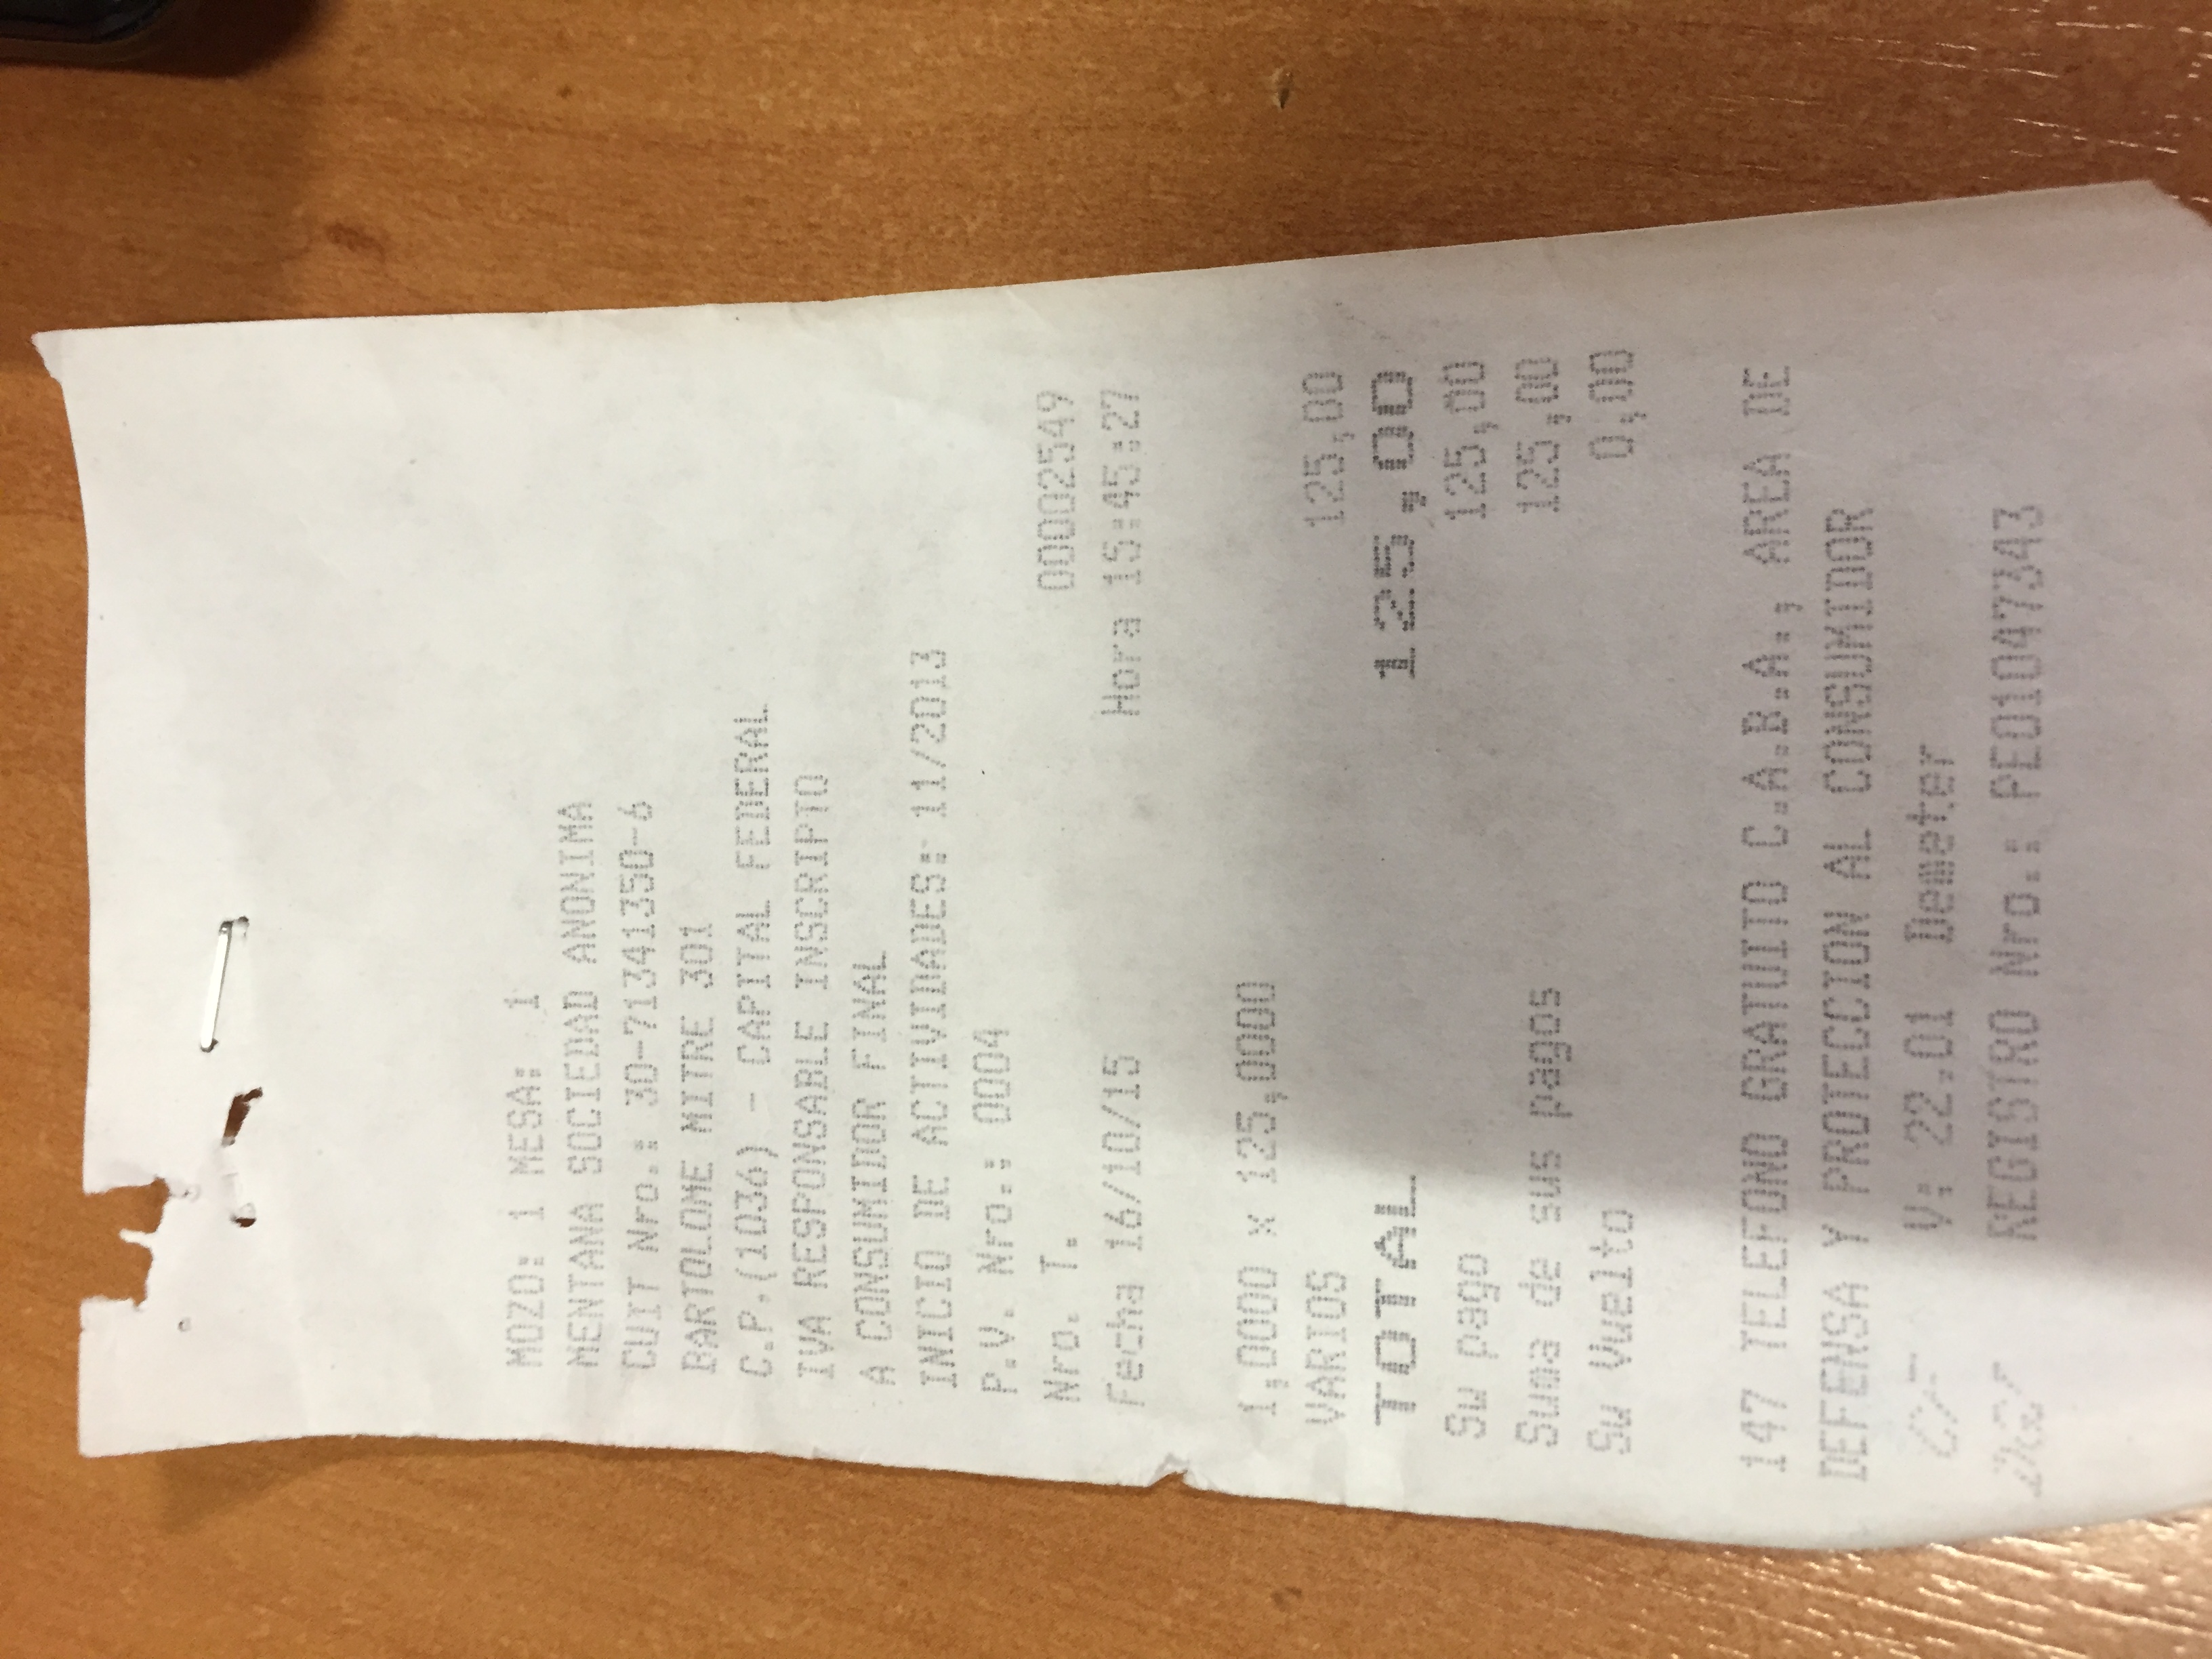 MOZO: 1 MESA: 1
MENTANA SOCIEDAD ANONIMA
CUIT Nro.: 30-71341350-6
BARTOLOME MITRE 301
C.P.(1036) - CAPITAL FEDERAL
IVA RESPONSABLE INSCRIPTO
A CONSUMIDOR FINAL
INICIO DE ACTIVIDADES: 11/2013
P.V. Nro.: 0004
Nro. T. 00002549
Fecha 16/10/15 Hora 15:45:27
1,0000 x 125,0000
VARIOS 125,00
TOTAL 125,00
Su pago 125,00
Suma de sus pagos 125,00
Su Vuelto 0,00
147 TELEFONO GRATUITO C.A.B.A., AREA DE
DEFENSA Y PROTECCION AL CONSUMIDOR
CF V: 22.01 Demeter
REGISTRO Nro.: PEO1047343